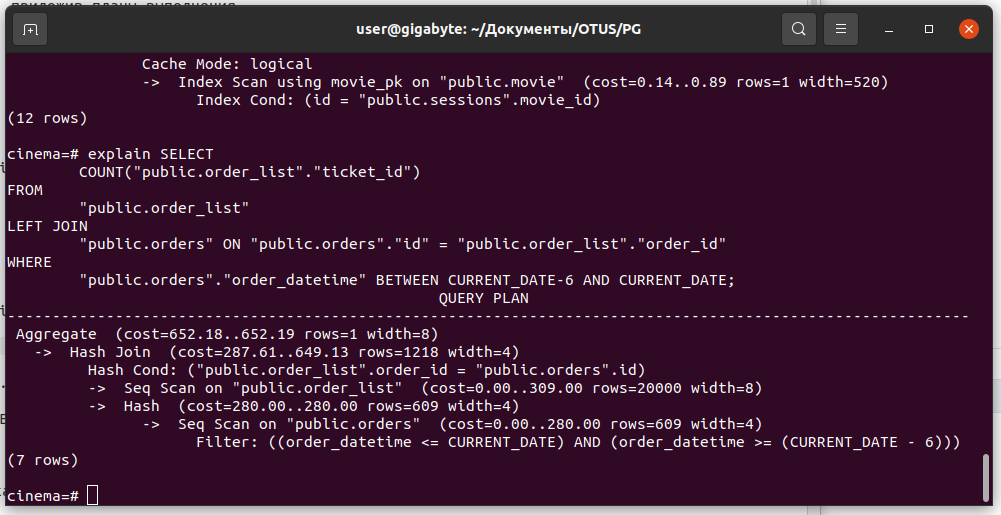 приложив планы выполнения
user@gigabyte: ~/Документы/OTUS/PG
Cache Mode: logical
-> Index Scan using movie_pk on "public.movie" (cost=0.14..0.89 rows=1 width=520)
Index Cond: (id = "public.sessions".movie_id)
(12 rows)
cinema=# explain SELECT
COUNT("public.order_list"."ticket_id")
FROM
"public.order_list"
LEFT JOIN
"public.orders" ON "public.orders"."id" = "public.order_list"."order_id"
WHERE
"public.orders"."order_datetime" BETWEEN CURRENT_DATE-6 AND CURRENT_DATE;
QUERY PLAN
------------------------------------------------------------------------------------------------------------
Aggregate (cost=652.18..652.19 rows=1 width=8)
-> Hash Join (cost=287.61..649.13 rows=1218 width=4)
Hash Cond: ("public.order_list".order_id = "public.orders".id)
-> Seq Scan on "public.order_list" (cost=0.00..309.00 rows=20000 width=8)
-> Hash (cost=280.00..280.00 rows=609 width=4)
-> Seq Scan on "public.orders" (cost=0.00..280.00 rows=609 width=4)
Filter: ((order_datetime <= CURRENT_DATE) AND (order_datetime >= (CURRENT_DATE - 6)))
(7 rows)
cinema=#